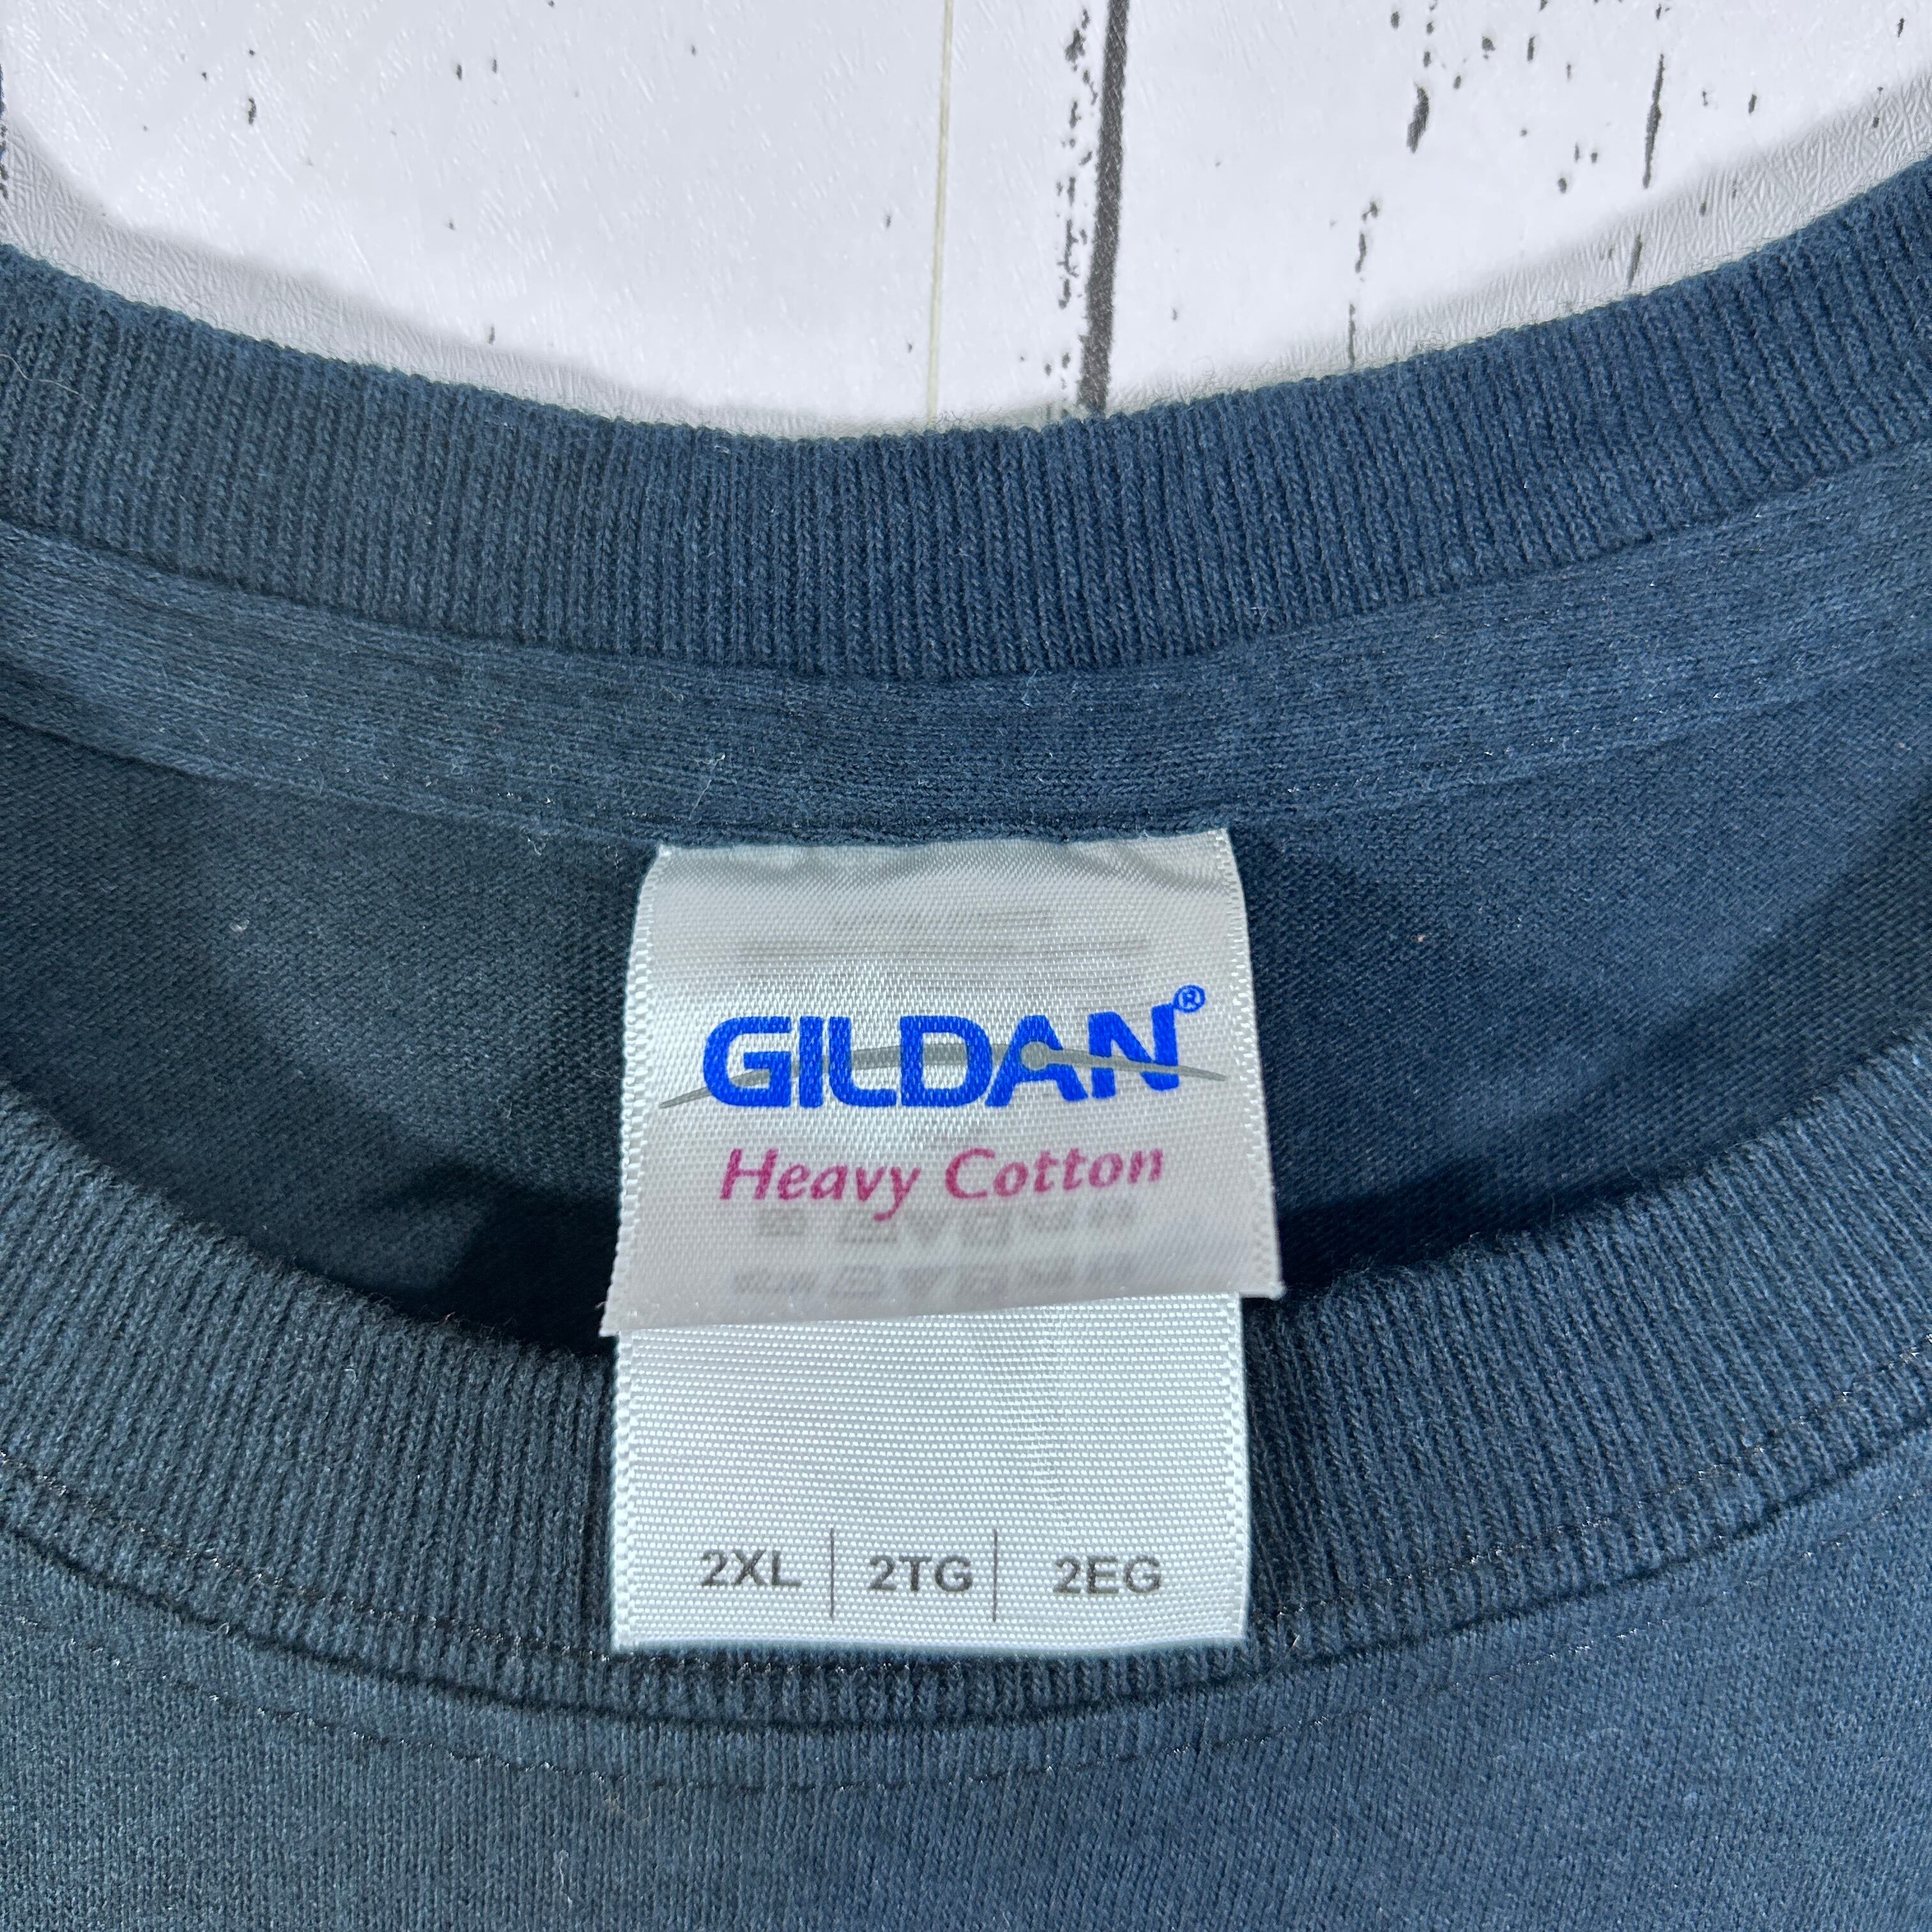 GILDAN®
Heavy Cotton
2XL | 2TG | 2EG